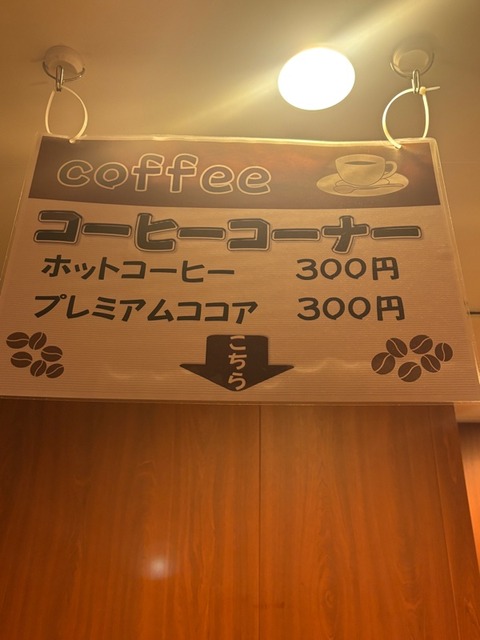 coffee
コーヒーコーナー
ホットコーヒー 300円
プレミアムココア 300円
こちら